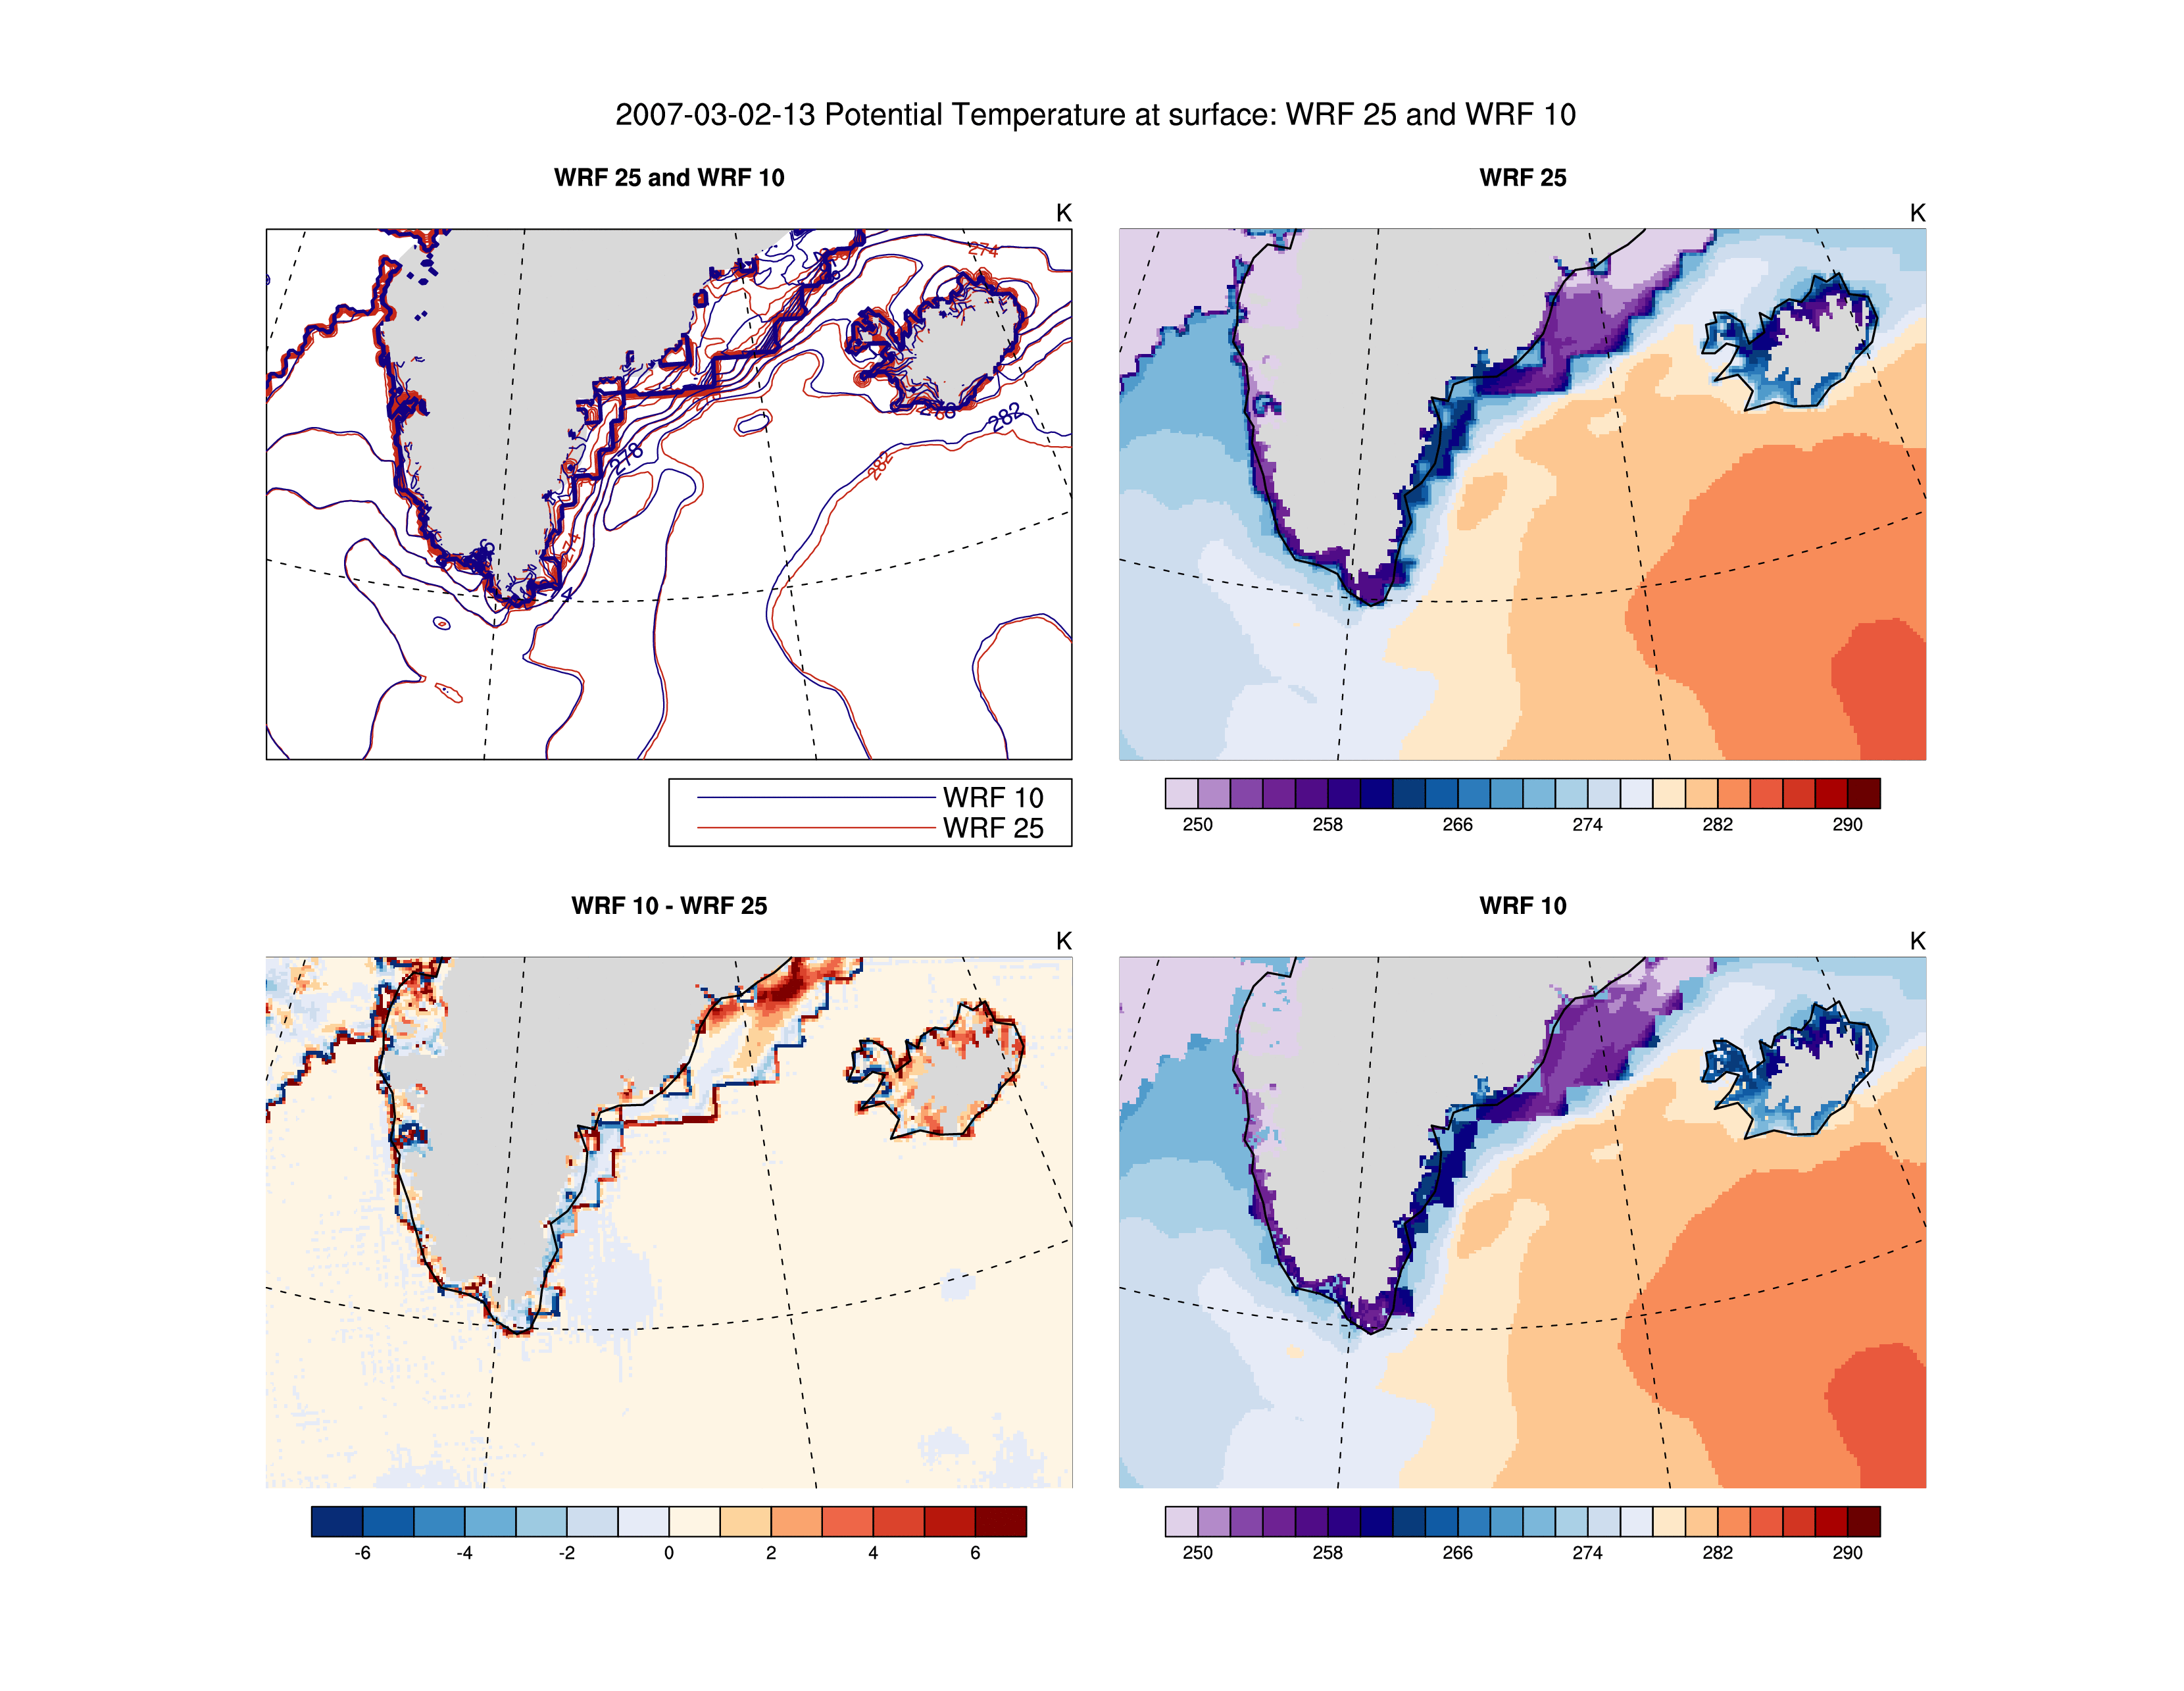 2007-03-02-13 Potential Temperature at surface: WRF 25 and WRF 10
WRF 25 and WRF 10
K
274
278
282
282
278
274
WRF 10
WRF 25
WRF 25
K
250 258 266 274 282 290
WRF 10 - WRF 25
K
-6 -4 -2 0 2 4 6
WRF 10
K
250 258 266 274 282 290